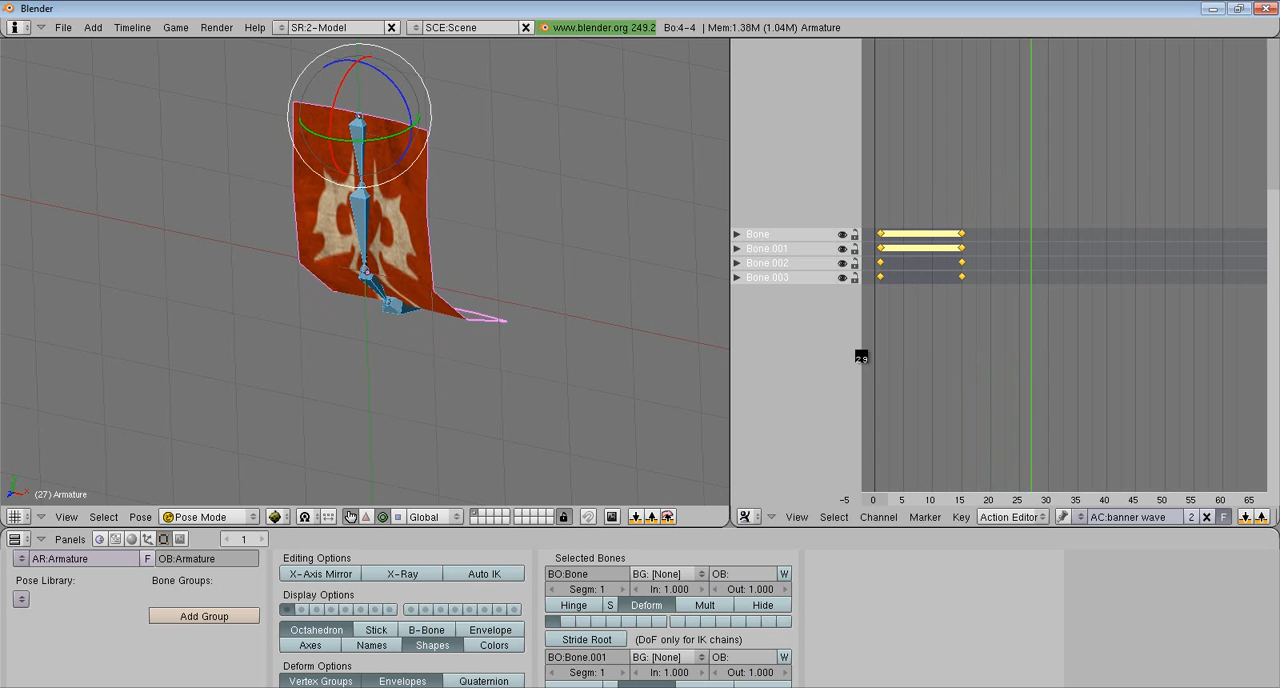 Blender
File Add Timeline Game Render Help SR:2-Model SCE:Scene www.blender.org 249.2 Bo:4-4 | Mem:1.38M (1.04M) Armature
Bone
Bone.001
Bone.002
Bone.003
29
(27) Armature
-5 0 5 10 15 20 25 30 35 40 45 50 55 60 65
View Select Pose Pose Mode Global
View Select Channel Marker Key Action Editor AC:banner wave 2 F
Panels 1
AR:Armature F OB:Armature
Pose Library: Bone Groups:
Add Group
Editing Options
X-Axis Mirror X-Ray Auto IK
Display Options
Octahedron Stick B-Bone Envelope
Axes Names Shapes Colors
Deform Options
Vertex Groups Envelopes Quaternion
Selected Bones
BO:Bone BG: [None] OB: W
Segm: 1 In: 1.000 Out: 1.000
Hinge S Deform Mult Hide
Stride Root (DoF only for IK chains)
BO:Bone.001 BG: [None] OB: W
Segm: 1 In: 1.000 Out: 1.000